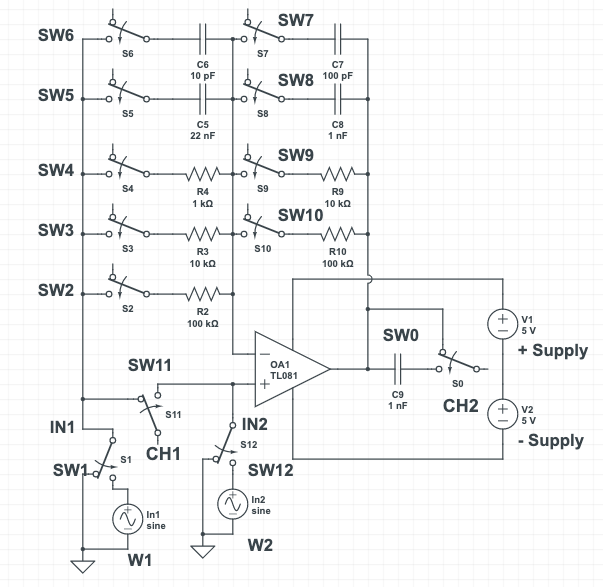 SW6
S6
C6
10 pF
SW7
S7
C7
100 pF
SW5
S5
C5
22 nF
SW8
S8
C8
1 nF
SW4
S4
R4
1 kΩ
SW9
S9
R9
10 kΩ
SW3
S3
R3
10 kΩ
SW10
S10
R10
100 kΩ
SW2
S2
R2
100 kΩ
OA1
TL081
SW0
S0
C9
1 nF
CH2
V1
5 V
+ Supply
V2
5 V
- Supply
SW11
S11
CH1
IN1
SW1
S1
In1
sine
W1
IN2
S12
SW12
In2
sine
W2